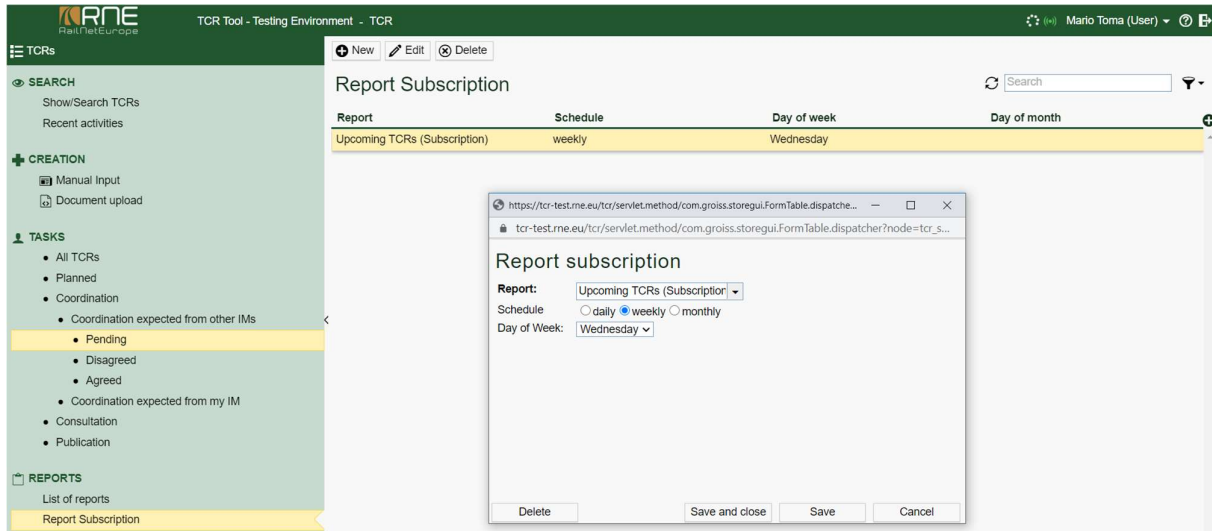 RNE
RailNetEurope
TCR Tool - Testing Environment - TCR
Mario Toma (User)
TCRs
New
Edit
Delete
SEARCH
Show/Search TCRs
Recent activities
CREATION
Manual Input
Document upload
TASKS
All TCRs
Planned
Coordination
Coordination expected from other IMs
Pending
Disagreed
Agreed
Coordination expected from my IM
Consultation
Publication
REPORTS
List of reports
Report Subscription
Report Subscription
Search
Report Schedule Day of week Day of month
Upcoming TCRs (Subscription) weekly Wednesday
https://tcr-test.rne.eu/tcr/servlet.method/com.groiss.storegui.FormTable.dispatche...
tcr-test.rne.eu/tcr/servlet.method/com.groiss.storegui.FormTable.dispatcher?node=tcr_s...
Report subscription
Report: Upcoming TCRs (Subscription
Schedule daily weekly monthly
Day of Week: Wednesday
Delete Save and close Save Cancel